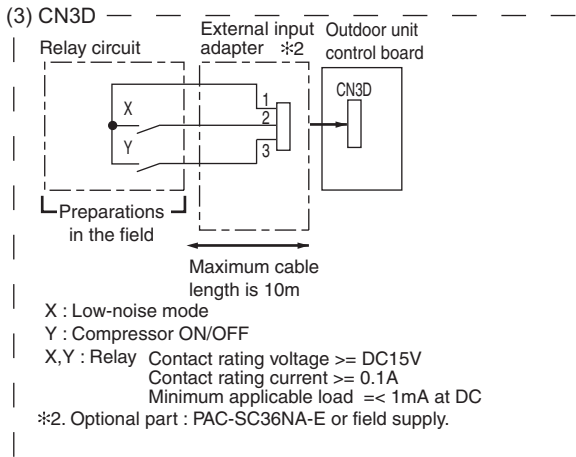 (3) CN3D
Relay circuit
External input
adapter ✻2
Outdoor unit
control board
CN3D
X
Y
1
2
3
Preparations
in the field
Maximum cable
length is 10m
X : Low-noise mode
Y : Compressor ON/OFF
X,Y : Relay Contact rating voltage >= DC15V
Contact rating current >= 0.1A
Minimum applicable load =< 1mA at DC
✻2. Optional part : PAC-SC36NA-E or field supply.